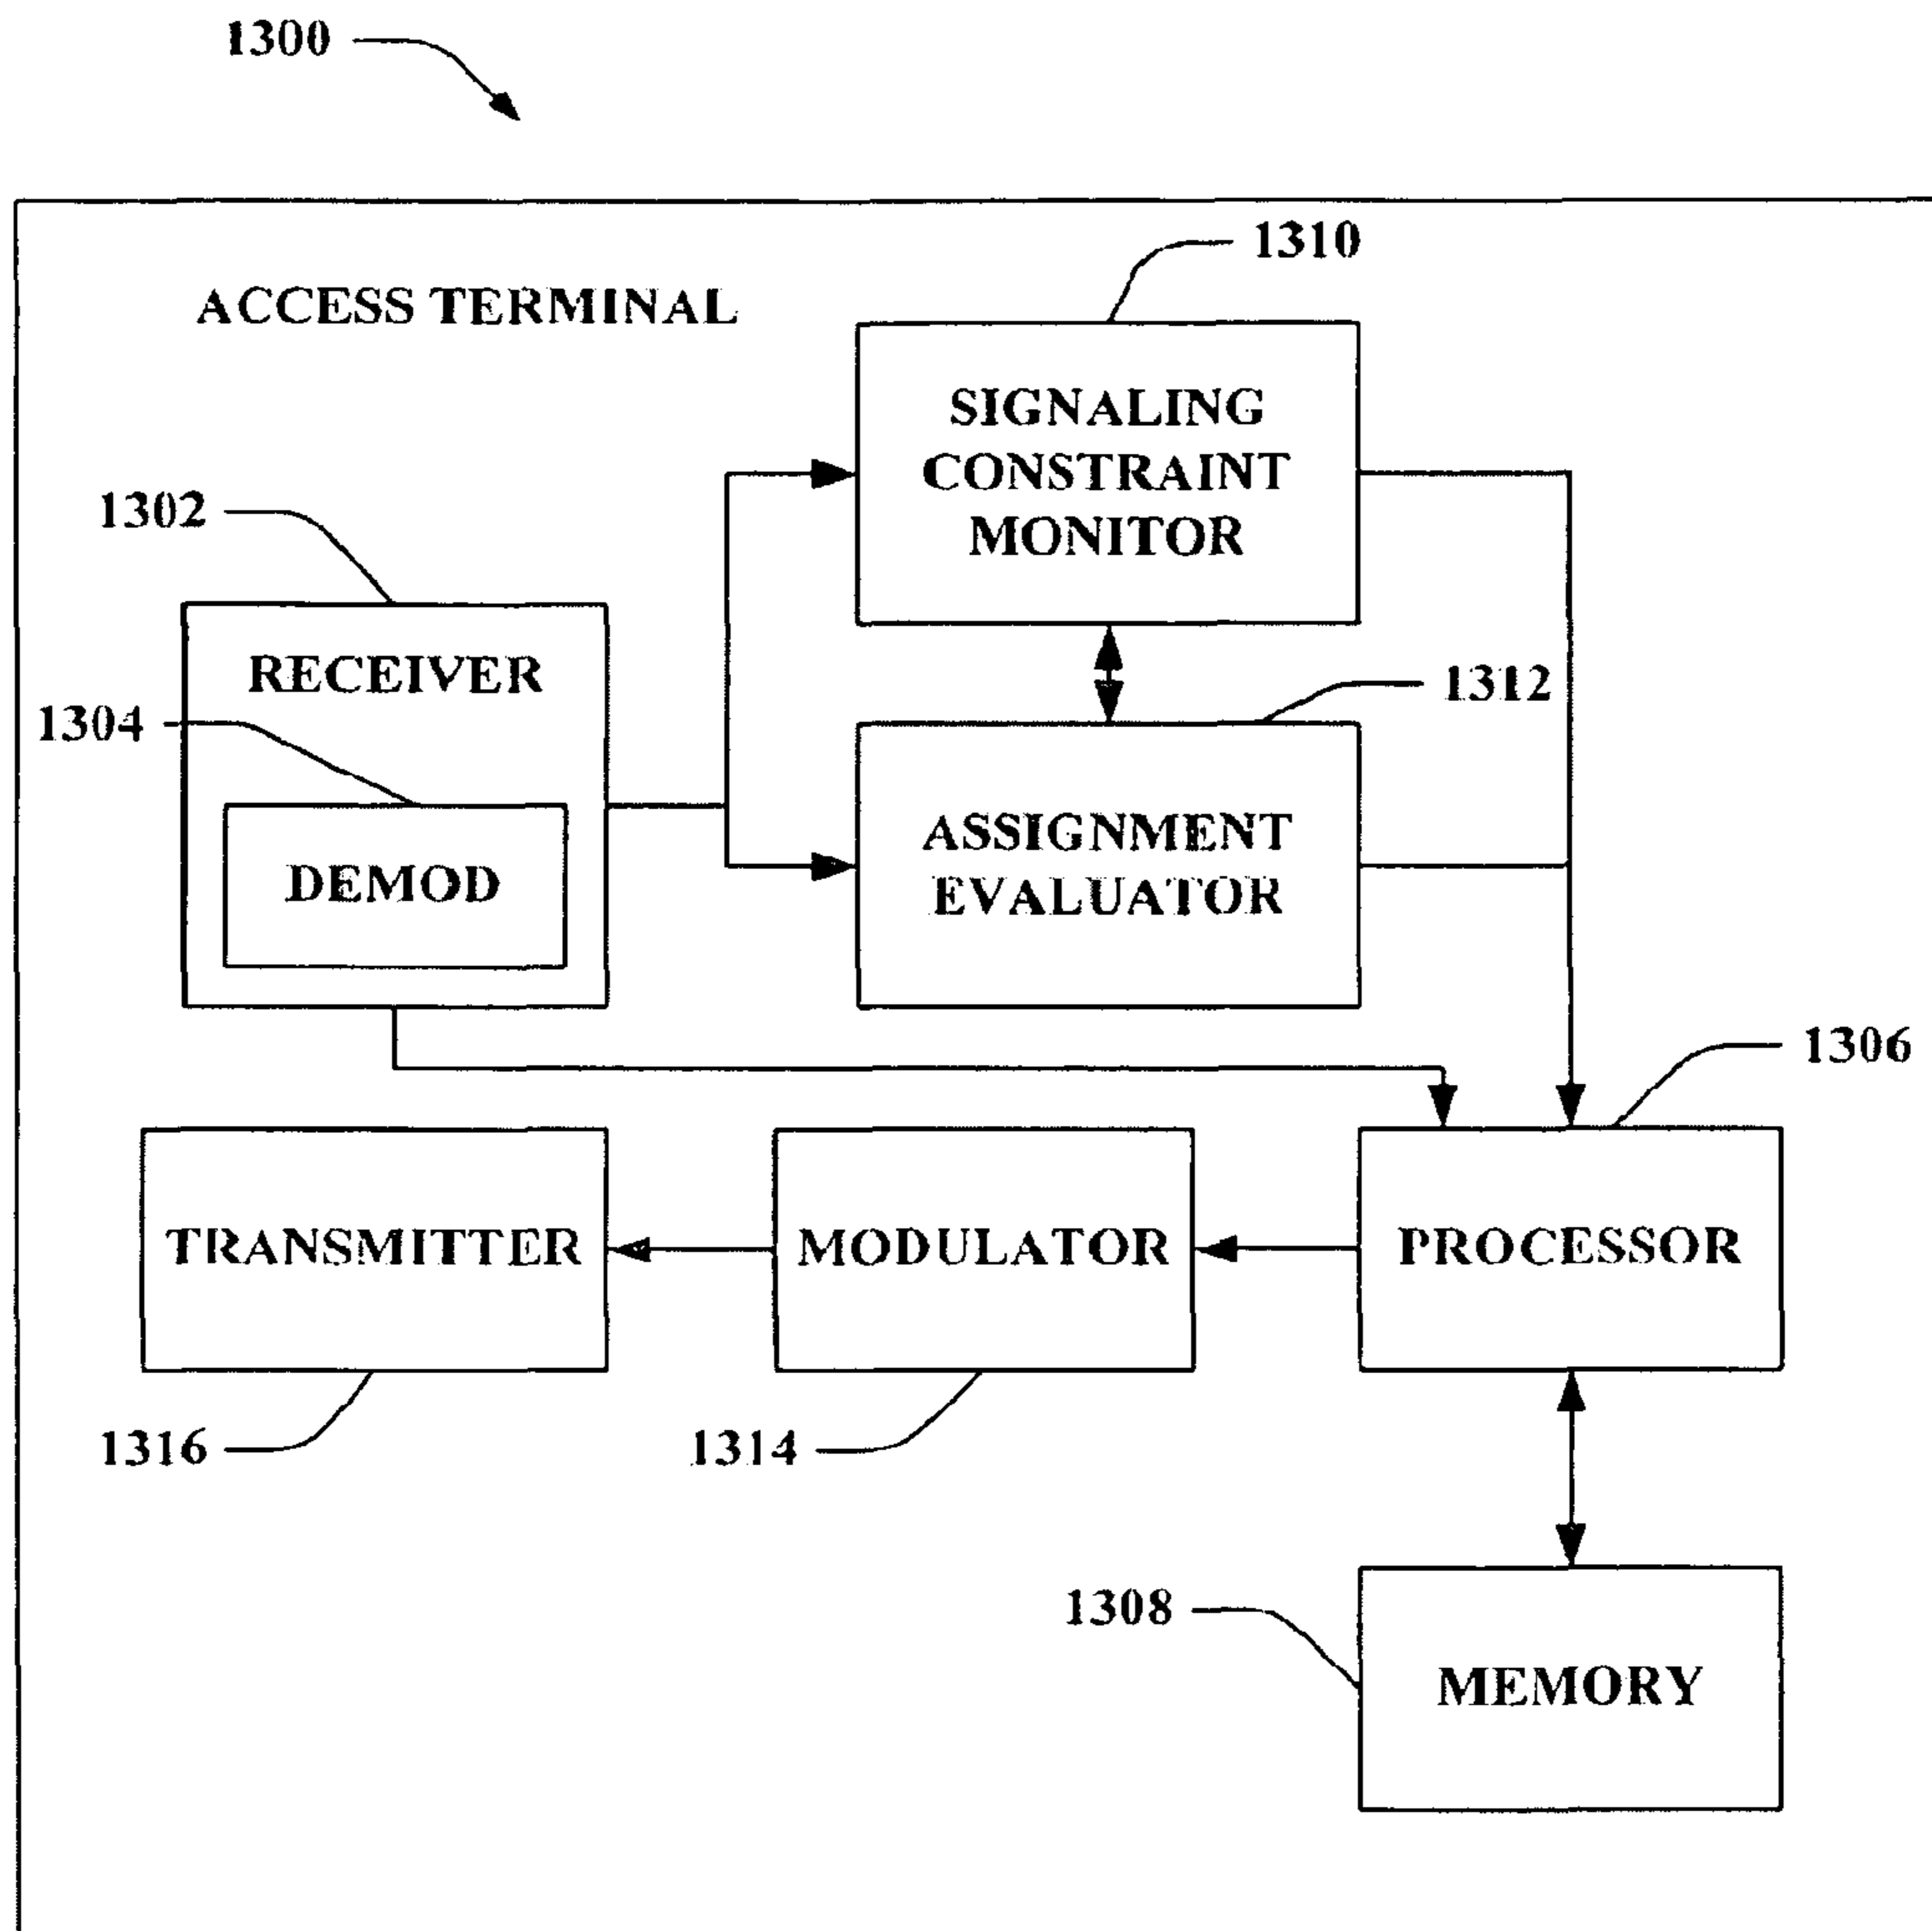 1300
1310
ACCESS TERMINAL
SIGNALING
CONSTRAINT
MONITOR
1302
RECEIVER
1312
1304
ASSIGNMENT
EVALUATOR
DEMOD
1306
TRANSMITTER
MODULATOR
PROCESSOR
1316
1314
1308
MEMORY